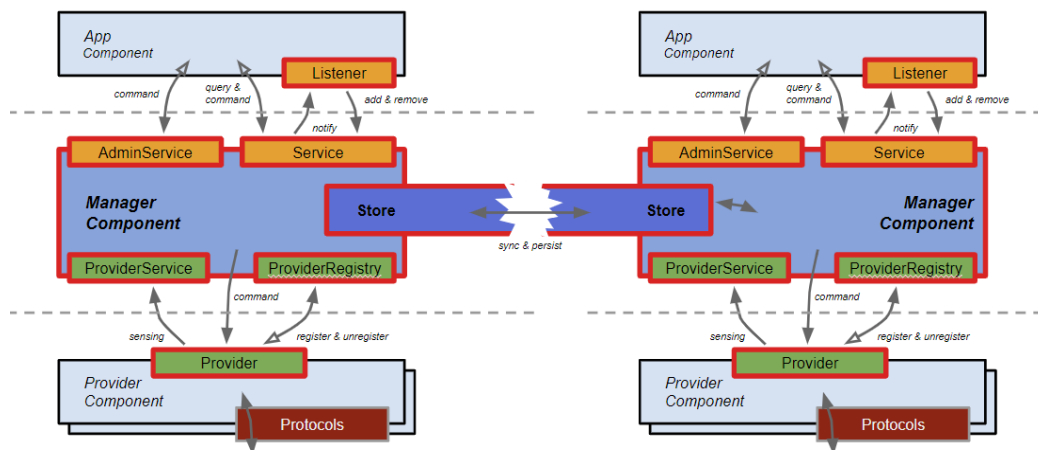 App
Component
Listener
command
query &
command
add & remove
notify
AdminService
Service
Manager
Component
Store
ProviderService
ProviderRegistry
command
sensing
register & unregister
Provider
Provider
Component
Protocols
sync & persist
App
Component
Listener
command
query &
command
add & remove
notify
AdminService
Service
Manager
Component
Store
ProviderService
ProviderRegistry
command
sensing
register & unregister
Provider
Provider
Component
Protocols